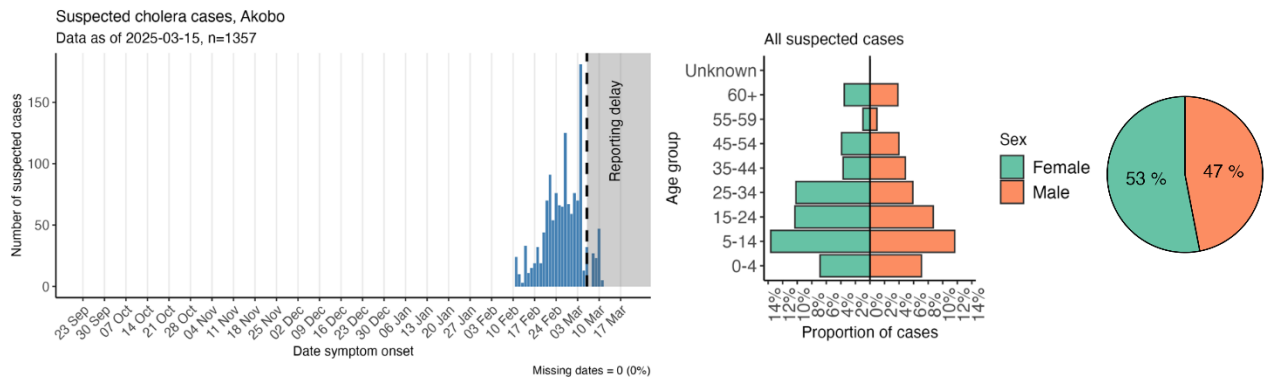 Suspected cholera cases, Akobo
Data as of 2025-03-15, n=1357
Number of suspected cases
150
100
50
0
Reporting delay
23 Sep
30 Sep
07 Oct
14 Oct
21 Oct
28 Oct
04 Nov
11 Nov
18 Nov
25 Nov
02 Dec
09 Dec
16 Dec
23 Dec
30 Dec
06 Jan
13 Jan
20 Jan
27 Jan
03 Feb
10 Feb
17 Feb
24 Feb
03 Mar
10 Mar
17 Mar
Date symptom onset
Missing dates = 0 (0%)
All suspected cases
Age group
Unknown
60+
55-59
45-54
35-44
25-34
15-24
5-14
0-4
14%
12%
10%
8%
6%
4%
2%
0%
2%
4%
6%
8%
10%
12%
14%
Proportion of cases
Sex
Female
Male
53 %
47 %